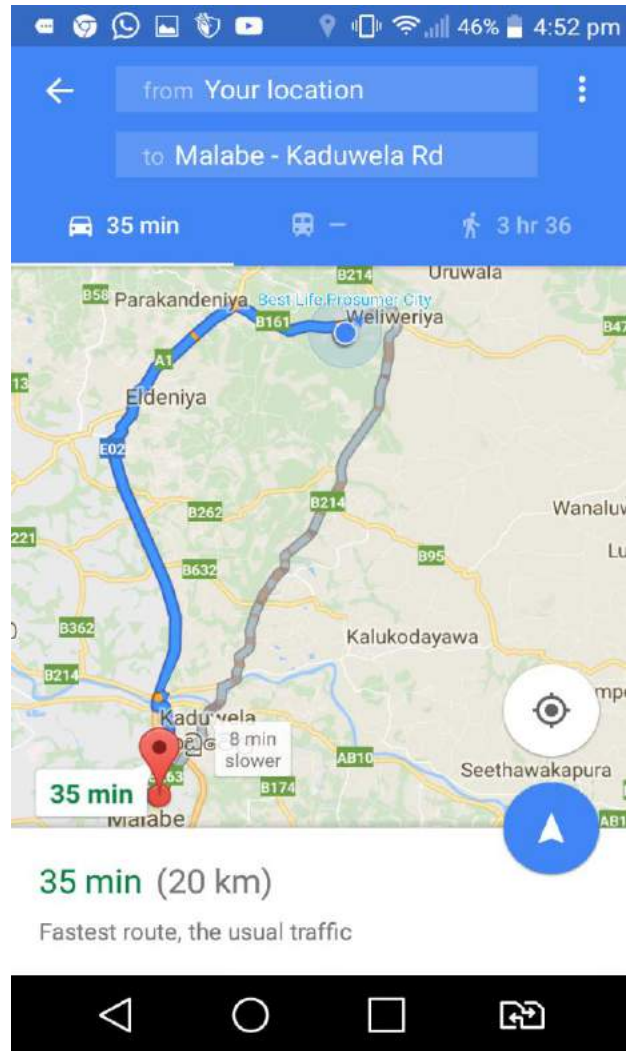 46% 4:52 pm
from Your location
to Malabe - Kaduwela Rd
35 min — 3 hr 36
B214 Uruwala
B58 Parakandeniya Best Life Prosumer City
B161 Weliweriya
B47
A1
13
Eldeniya
E02
B262 B214 Wanaluw
221
B632 B95 Lu
B362 Kalukodayawa
B214
Kaduwela
8 min
slower
AB10
Seethawakapura
35 min B174
Malabe AB1
35 min (20 km)
Fastest route, the usual traffic